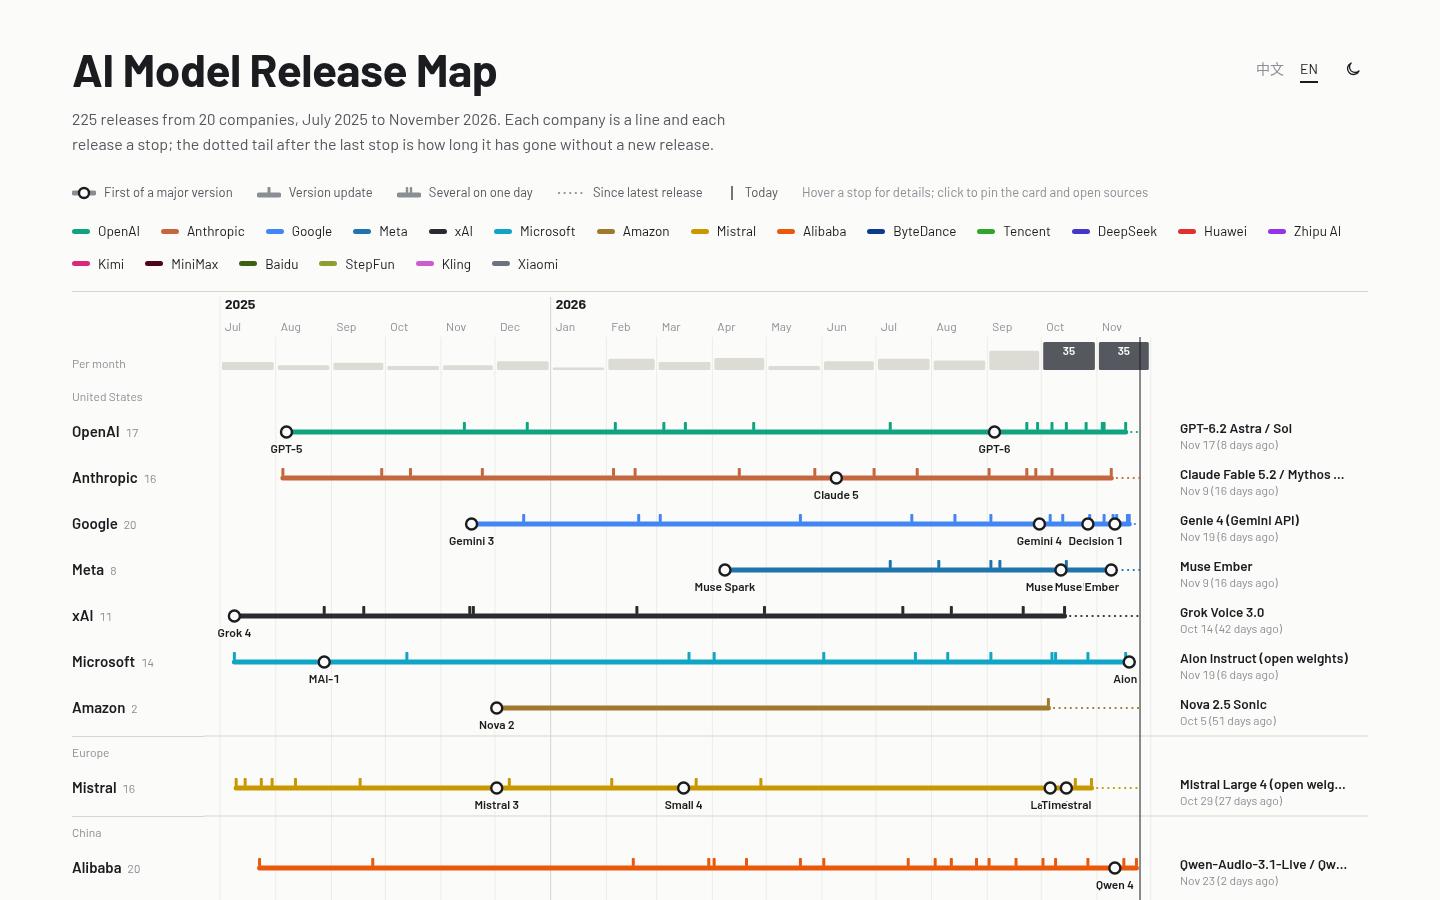 AI Model Release Map
中文 EN
225 releases from 20 companies, July 2025 to November 2026. Each company is a line and each
release a stop; the dotted tail after the last stop is how long it has gone without a new release.
First of a major version Version update Several on one day Since latest release Today Hover a stop for details; click to pin the card and open sources
OpenAI Anthropic Google Meta xAI Microsoft Amazon Mistral Alibaba ByteDance Tencent DeepSeek Huawei Zhipu AI
Kimi MiniMax Baidu StepFun Kling Xiaomi
2025 2026
Jul Aug Sep Oct Nov Dec Jan Feb Mar Apr May Jun Jul Aug Sep Oct Nov
Per month 35 35
United States
OpenAI 17 GPT-6.2 Astra / Sol
GPT-5 GPT-6 Nov 17 (8 days ago)
Anthropic 16 Claude Fable 5.2 / Mythos ...
Claude 5 Nov 9 (16 days ago)
Google 20 Genie 4 (Gemini API)
Gemini 3 Gemini 4 Decision 1 Nov 19 (6 days ago)
Meta 8 Muse Ember
Muse Spark Muse Muse Ember Nov 9 (16 days ago)
xAI 11 Grok Voice 3.0
Grok 4 Oct 14 (42 days ago)
Microsoft 14 Aion Instruct (open weights)
MAI-1 Aion Nov 19 (6 days ago)
Amazon 2 Nova 2.5 Sonic
Nova 2 Oct 5 (51 days ago)
Europe
Mistral 16 Mistral Large 4 (open weig...
Mistral 3 Small 4 Oct 29 (27 days ago)
China
Alibaba 20 Qwen-Audio-3.1-Live / Qw...
Qwen 4 Nov 23 (2 days ago)